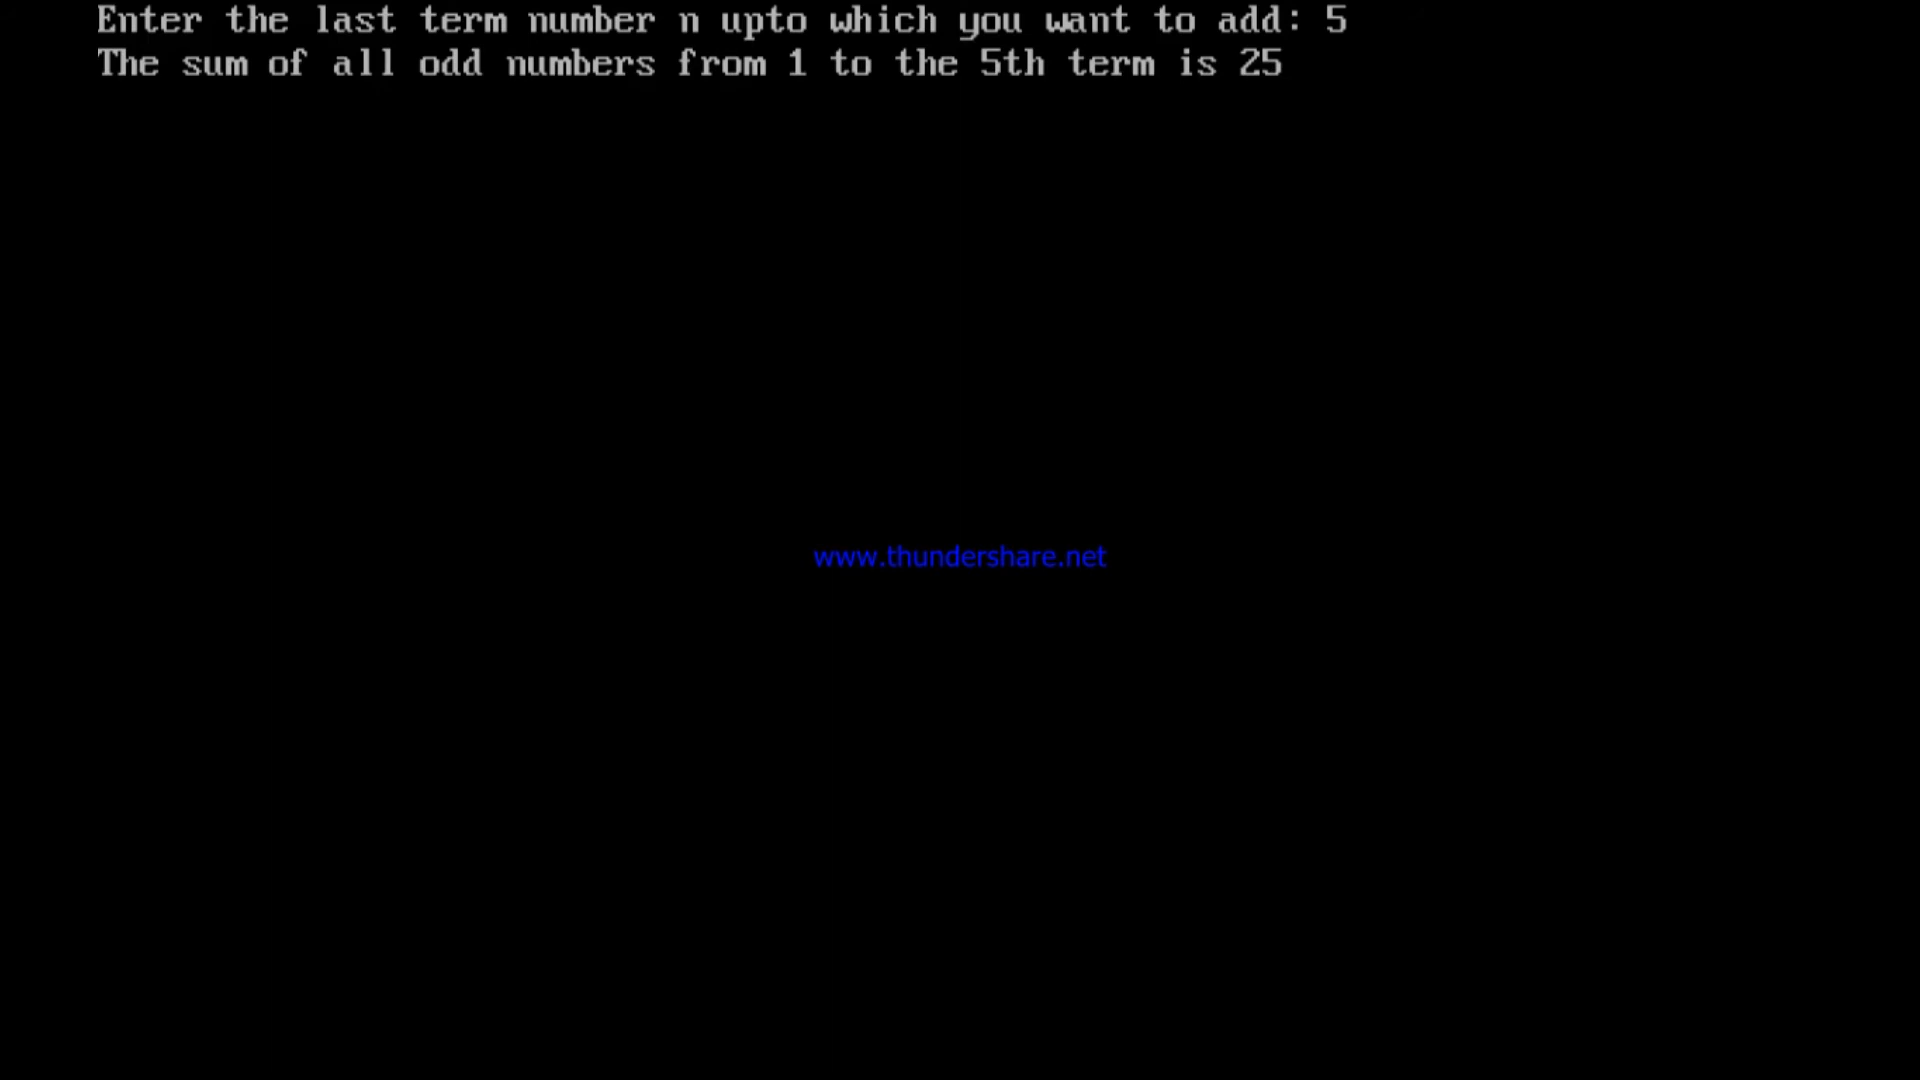 Enter the last term number n upto which you want to add: 5
The sum of all odd numbers from 1 to the 5th term is 25
www.thundershare.net